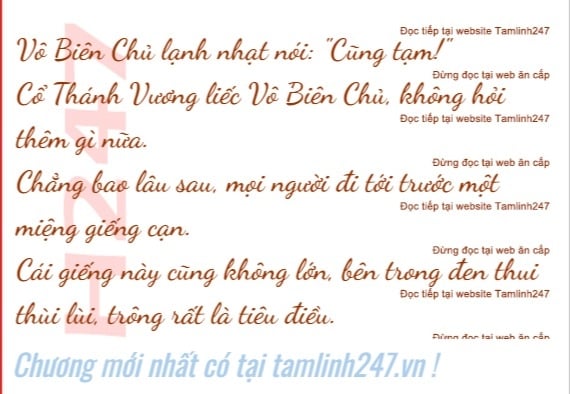 Đọc tiếp tại website Tamlinh247
Vô Biên Chủ lạnh nhạt nói: "Cũng tạm!"
Đừng đọc tại web ăn cắp
Cổ Thánh Vương liếc Vô Biên Chủ, không hỏi
Đọc tiếp tại website Tamlinh247
thêm gì nữa.
Đừng đọc tại web ăn cắp
Chẳng bao lâu sau, mọi người đi tới trước một
Đọc tiếp tại website Tamlinh247
miệng giếng cạn.
Đừng đọc tại web ăn cắp
Cái giếng này cũng không lớn, bên trong đen thui
Đọc tiếp tại website Tamlinh247
thùi lùi, trông rất là tiêu điều.
Đừng đọc tại web ăn cắp
H247
Chương mới nhất có tại tamlinh247.vn !